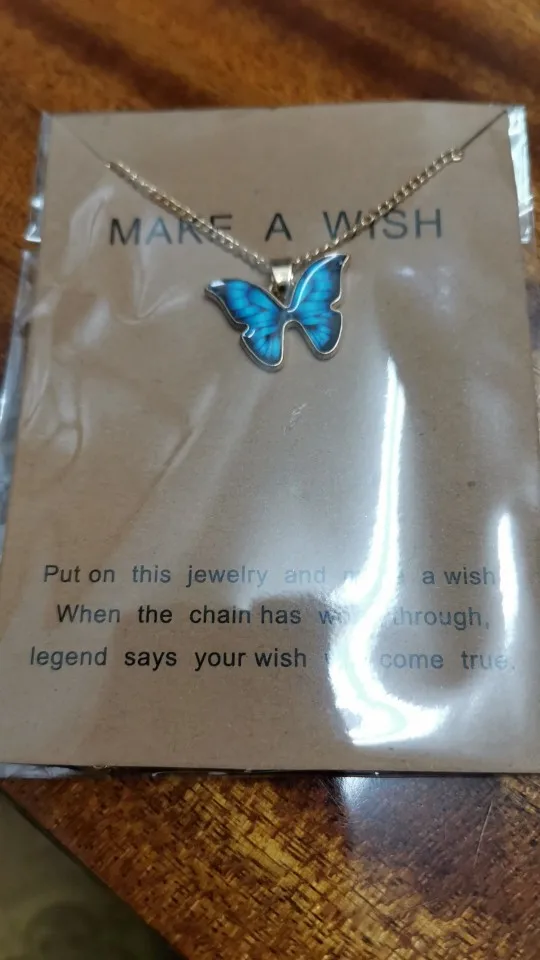 MAKE A WISH
Put on this jewelry and a wish.
When the chain has through,
legend says your wish come true.